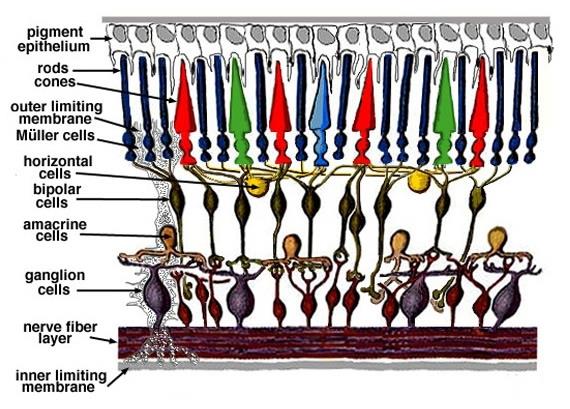 pigment
epithelium
rods
cones
outer limiting
membrane
Müller cells
horizontal
cells
bipolar
cells
amacrine
cells
ganglion
cells
nerve fiber
layer
inner limiting
membrane